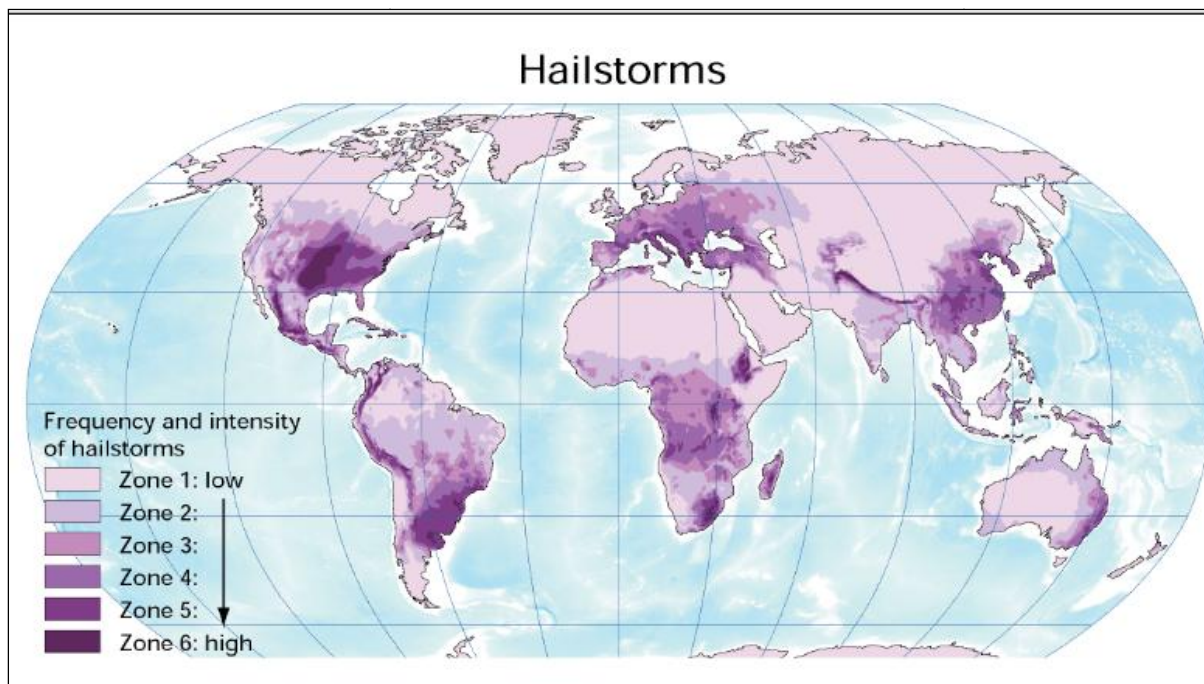 Hailstorms
Frequency and intensity
of hailstorms
Zone 1: low
Zone 2:
Zone 3:
Zone 4:
Zone 5:
Zone 6: high